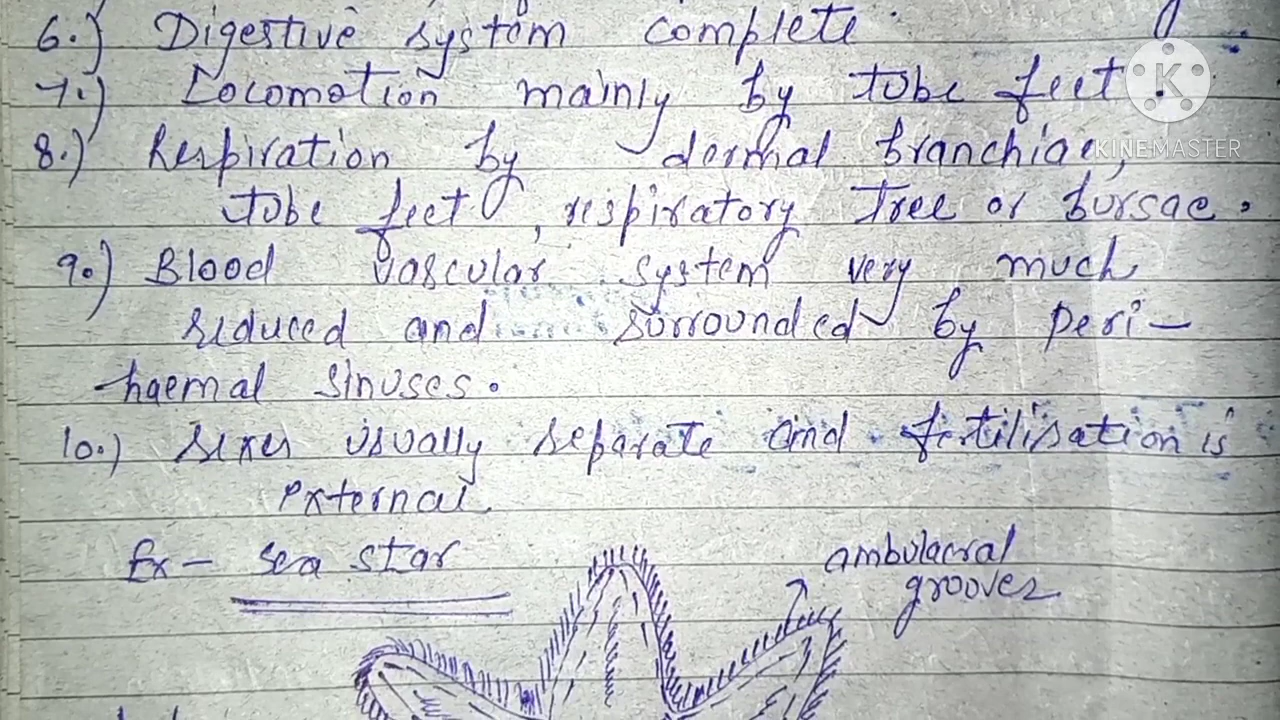 6.) Digestive system complete.
7.) Locomotion mainly by tube feet.
K
KINEMASTER
8.) Respiration by dermal branchiae,
tube feet, respiratory Tree or bursae.
9.) Blood vascular system very much
reduced and surrounded by peri-
haemal sinuses.
10.) sexes usually separate and fertilisation is
external.
Ex- sea star
ambulacral
grooves